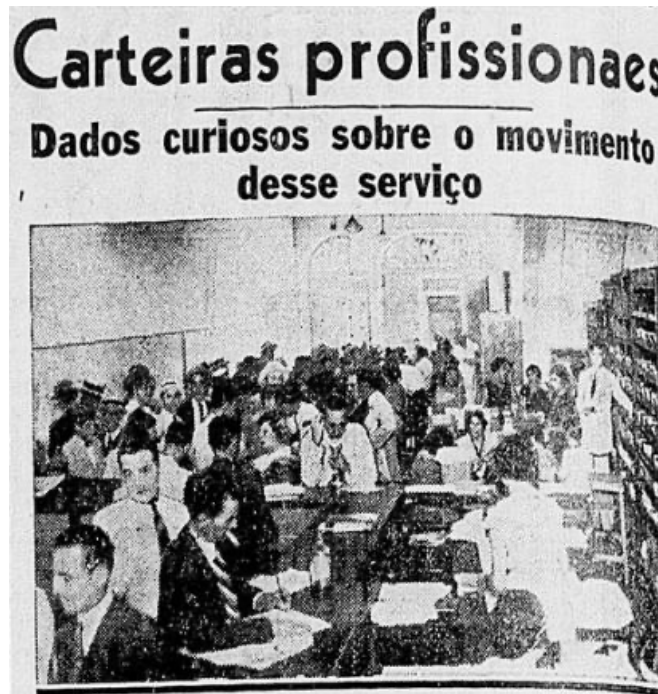 Carteiras profissionaes
Dados curiosos sobre o movimento
desse serviço